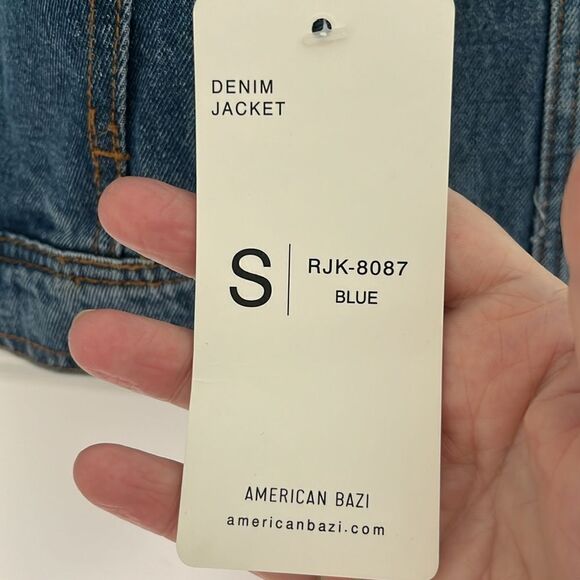 DENIM
JACKET
S
RJK-8087
BLUE
AMERICAN BAZI
americanbazi.com